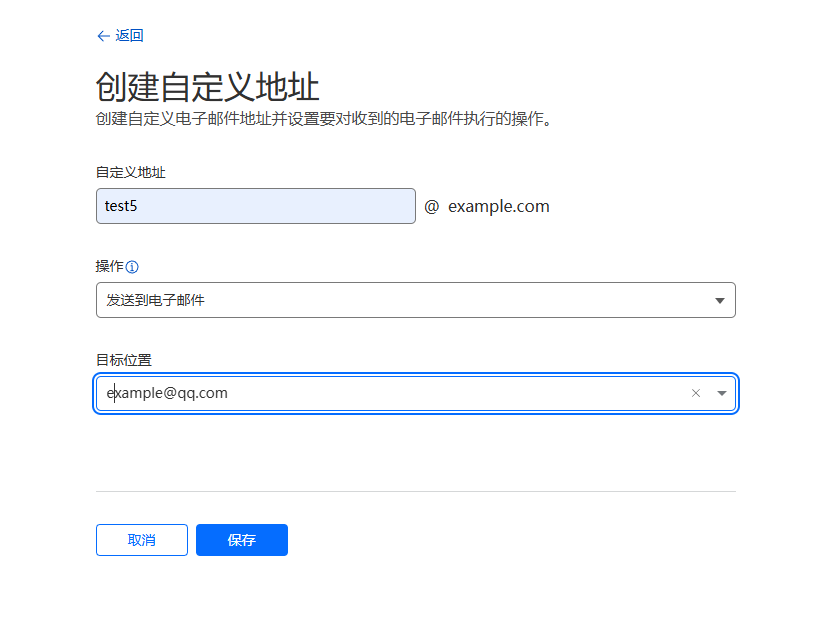 返回
创建自定义地址
创建自定义电子邮件地址并设置要对收到的电子邮件执行的操作。
自定义地址
test5 @ example.com
操作
发送到电子邮件
目标位置
example@qq.com
取消 保存